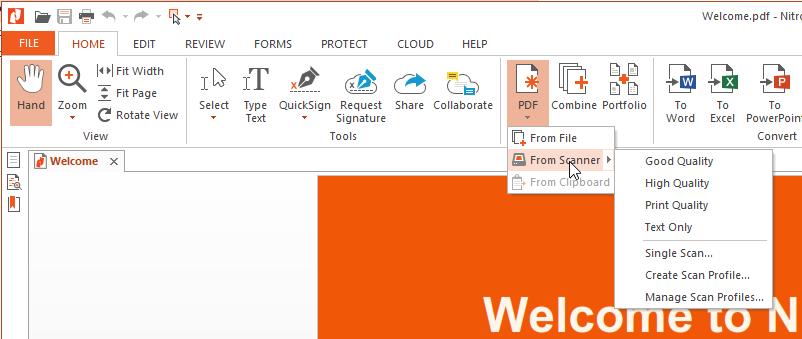 Welcome.pdf - Nitro
FILE HOME EDIT REVIEW FORMS PROTECT CLOUD HELP
Hand
Zoom
Fit Width
Fit Page
Rotate View
View
Select
Type Text
QuickSign
Request Signature
Share
Collaborate
Tools
PDF
Combine
Portfolio
To Word
To Excel
To PowerPoint
Convert
From File
From Scanner
From Clipboard
Good Quality
High Quality
Print Quality
Text Only
Single Scan...
Create Scan Profile...
Manage Scan Profiles...
Welcome
Welcome to N